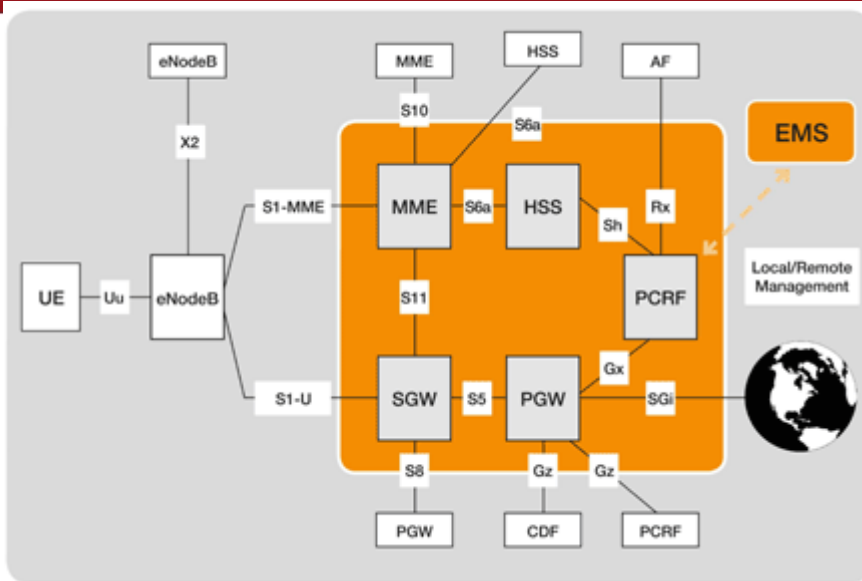 eNodeB
MME
HSS
AF
S10
S6a
EMS
X2
S1-MME
MME
S6a
HSS
Rx
Sh
Local/Remote
Management
UE
Uu
eNodeB
S11
PCRF
Gx
S1-U
SGW
S5
PGW
SGi
S8
Gz
Gz
PGW
CDF
PCRF